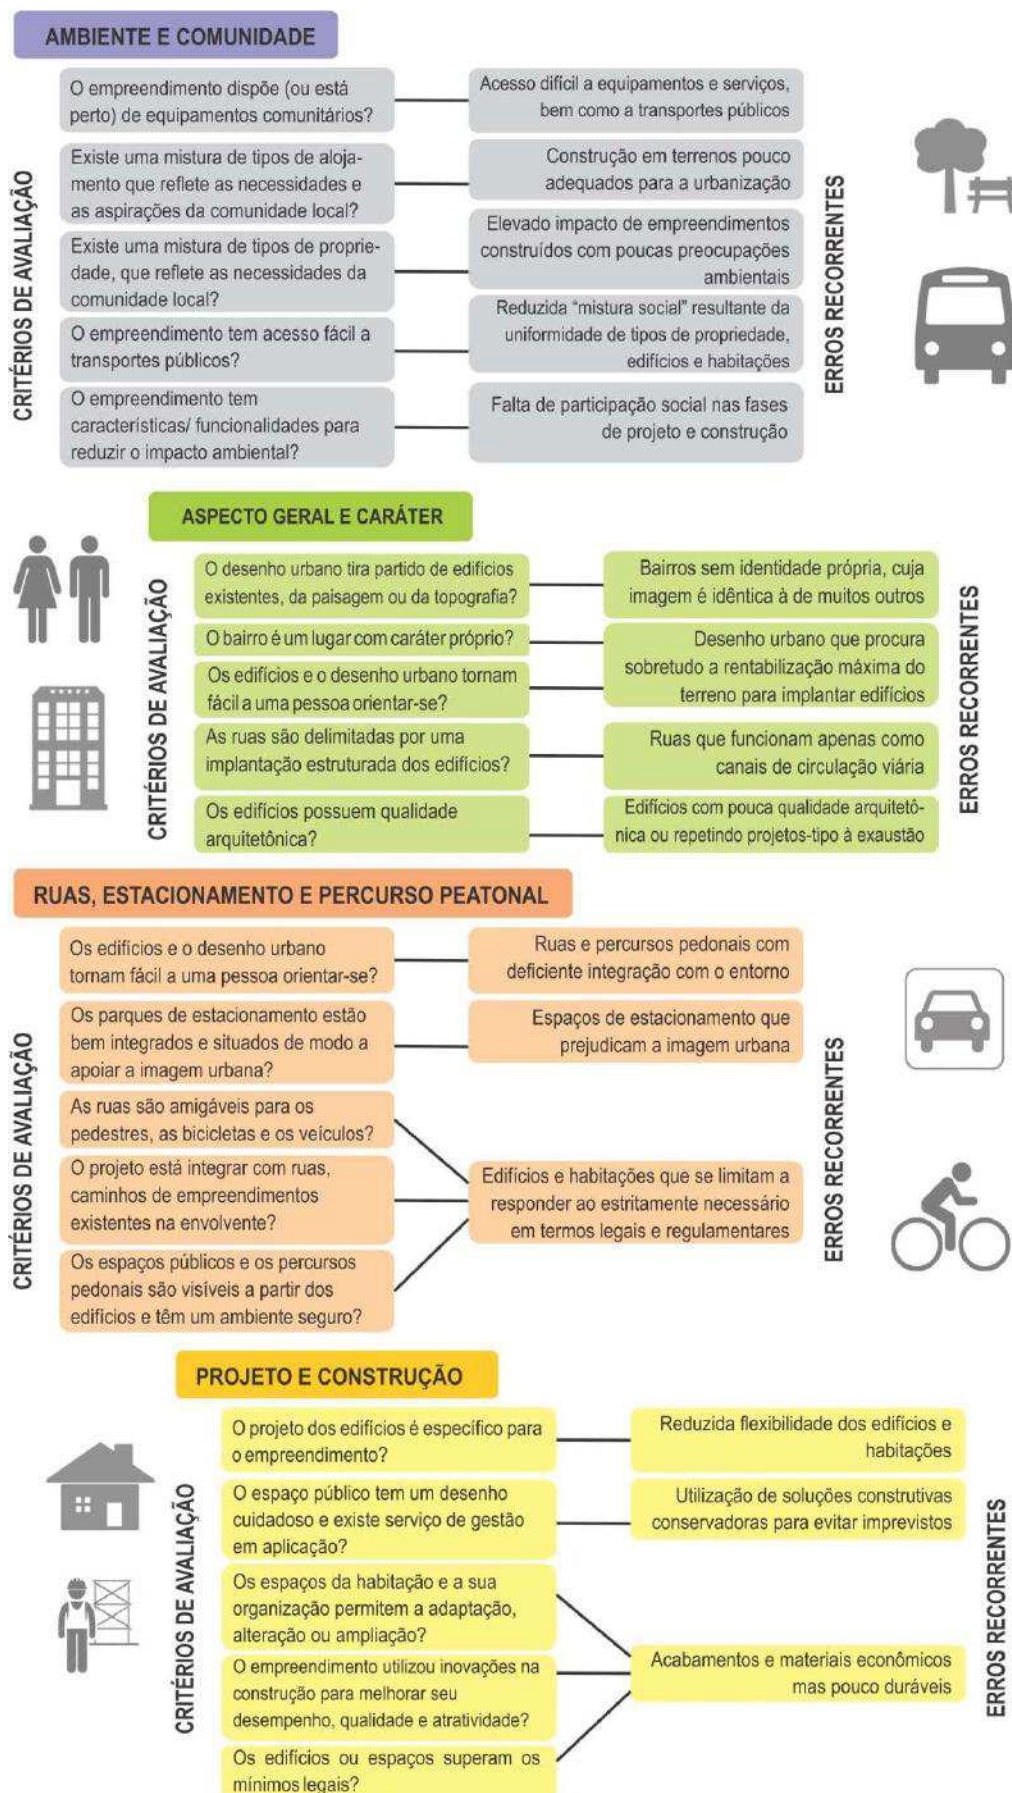 AMBIENTE E COMUNIDADE
CRITÉRIOS DE AVALIAÇÃO
O empreendimento dispõe (ou está
perto) de equipamentos comunitários?
Existe uma mistura de tipos de aloja-
mento que reflete as necessidades e
as aspirações da comunidade local?
Existe uma mistura de tipos de proprie-
dade, que reflete as necessidades da
comunidade local?
O empreendimento tem acesso fácil a
transportes públicos?
O empreendimento tem
características/ funcionalidades para
reduzir o impacto ambiental?
Acesso difícil a equipamentos e serviços,
bem como a transportes públicos
Construção em terrenos pouco
adequados para a urbanização
Elevado impacto de empreendimentos
construídos com poucas preocupações
ambientais
Reduzida “mistura social” resultante da
uniformidade de tipos de propriedade,
edifícios e habitações
Falta de participação social nas fases
de projeto e construção
ERROS RECORRENTES
ASPECTO GERAL E CARÁTER
CRITÉRIOS DE AVALIAÇÃO
O desenho urbano tira partido de edifícios
existentes, da paisagem ou da topografia?
O bairro é um lugar com caráter próprio?
Os edifícios e o desenho urbano tornam
fácil a uma pessoa orientar-se?
As ruas são delimitadas por uma
implantação estruturada dos edifícios?
Os edifícios possuem qualidade
arquitetônica?
Bairros sem identidade própria, cuja
imagem é idêntica à de muitos outros
Desenho urbano que procura
sobretudo a rentabilização máxima do
terreno para implantar edifícios
Ruas que funcionam apenas como
canais de circulação viária
Edifícios com pouca qualidade arquitetô-
nica ou repetindo projetos-tipo à exaustão
ERROS RECORRENTES
RUAS, ESTACIONAMENTO E PERCURSO PEATONAL
CRITÉRIOS DE AVALIAÇÃO
Os edifícios e o desenho urbano
tornam fácil a uma pessoa orientar-se?
Os parques de estacionamento estão
bem integrados e situados de modo a
apoiar a imagem urbana?
As ruas são amigáveis para os
pedestres, as bicicletas e os veículos?
O projeto está integrar com ruas,
caminhos de empreendimentos
existentes na envolvente?
Os espaços públicos e os percursos
pedonais são visíveis a partir dos
edifícios e têm um ambiente seguro?
Ruas e percursos pedonais com
deficiente integração com o entorno
Espaços de estacionamento que
prejudicam a imagem urbana
Edifícios e habitações que se limitam a
responder ao estritamente necessário
em termos legais e regulamentares
ERROS RECORRENTES
PROJETO E CONSTRUÇÃO
CRITÉRIOS DE AVALIAÇÃO
O projeto dos edifícios é específico para
o empreendimento?
O espaço público tem um desenho
cuidadoso e existe serviço de gestão
em aplicação?
Os espaços da habitação e a sua
organização permitem a adaptação,
alteração ou ampliação?
O empreendimento utilizou inovações na
construção para melhorar seu
desempenho, qualidade e atratividade?
Os edifícios ou espaços superam os
mínimos legais?
Reduzida flexibilidade dos edifícios e
habitações
Utilização de soluções construtivas
conservadoras para evitar imprevistos
Acabamentos e materiais econômicos
mas pouco duráveis
ERROS RECORRENTES